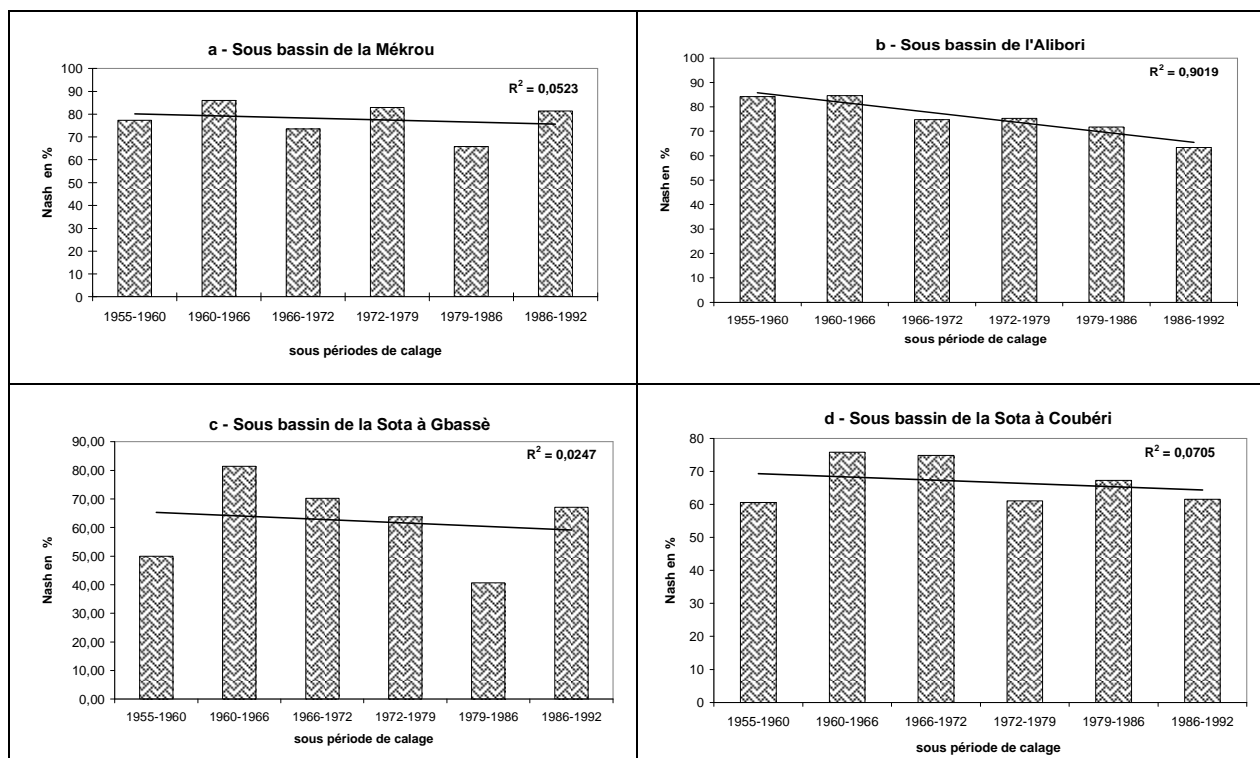 a - Sous bassin de la Mékrou
R² = 0,0523
Nash en %
100
90
80
70
60
50
40
30
20
10
0
1955-1960 1960-1966 1966-1972 1972-1979 1979-1986 1986-1992
sous périodes de calage
b - Sous bassin de l'Alibori
R² = 0,9019
Nash en %
100
90
80
70
60
50
40
30
20
10
0
1955-1960 1960-1966 1966-1972 1972-1979 1979-1986 1986-1992
sous période de calage
c - Sous bassin de la Sota à Gbassè
R² = 0,0247
Nash en %
90,00
80,00
70,00
60,00
50,00
40,00
30,00
20,00
10,00
0,00
1955-1960 1960-1966 1966-1972 1972-1979 1979-1986 1986-1992
sous période de calage
d - Sous bassin de la Sota à Coubéri
R² = 0,0705
Nash en %
80
70
60
50
40
30
20
10
0
1955-1960 1960-1966 1966-1972 1972-1979 1979-1986 1986-1992
sous période de calage